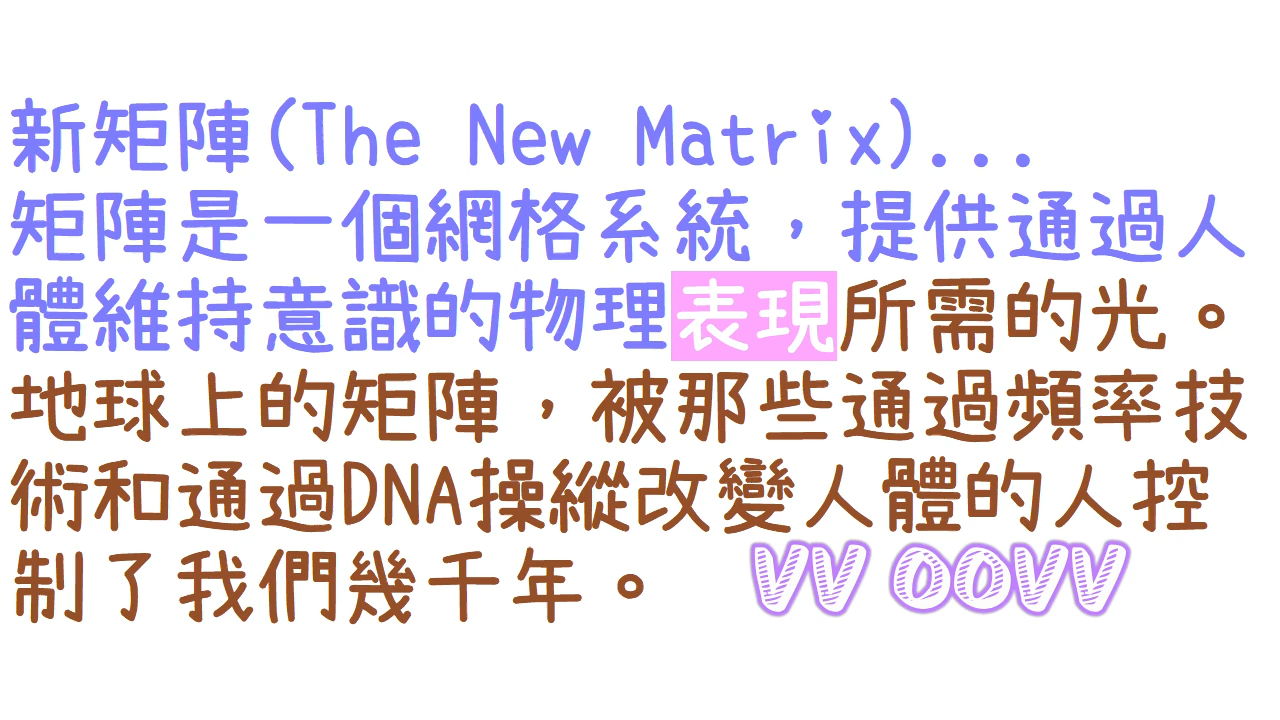 新矩陣(The New Matrix)...
矩陣是一個網格系統，提供通過人
體維持意識的物理表現所需的光。
地球上的矩陣，被那些通過頻率技
術和通過DNA操縱改變人體的人控
制了我們幾千年。 VV OOVV